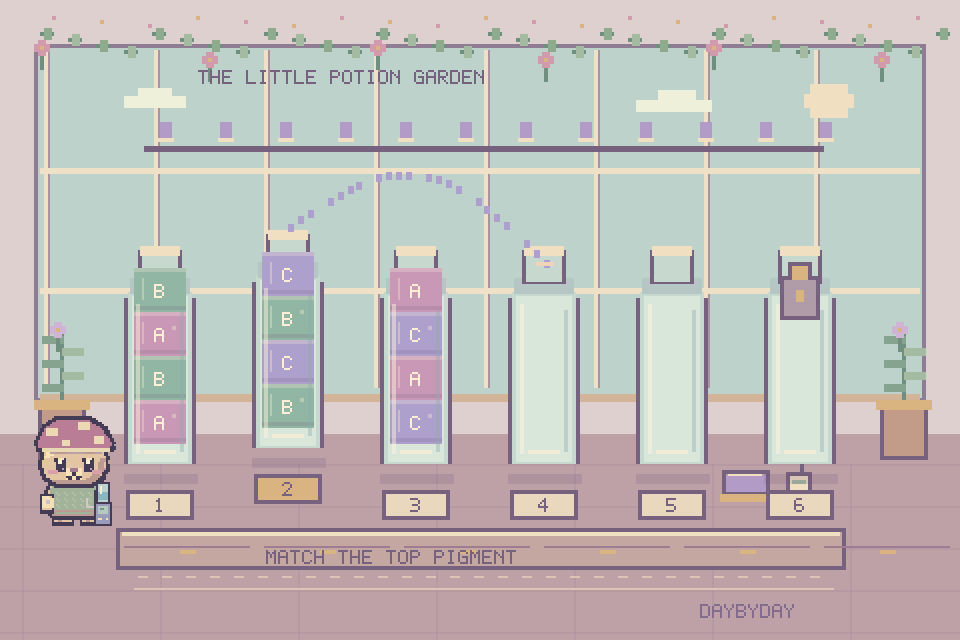 THE LITTLE POTION GARDEN
B C A
A B C
B C A
A B C
1 2 3 4 5 6
MATCH THE TOP PIGMENT
DAYBYDAY